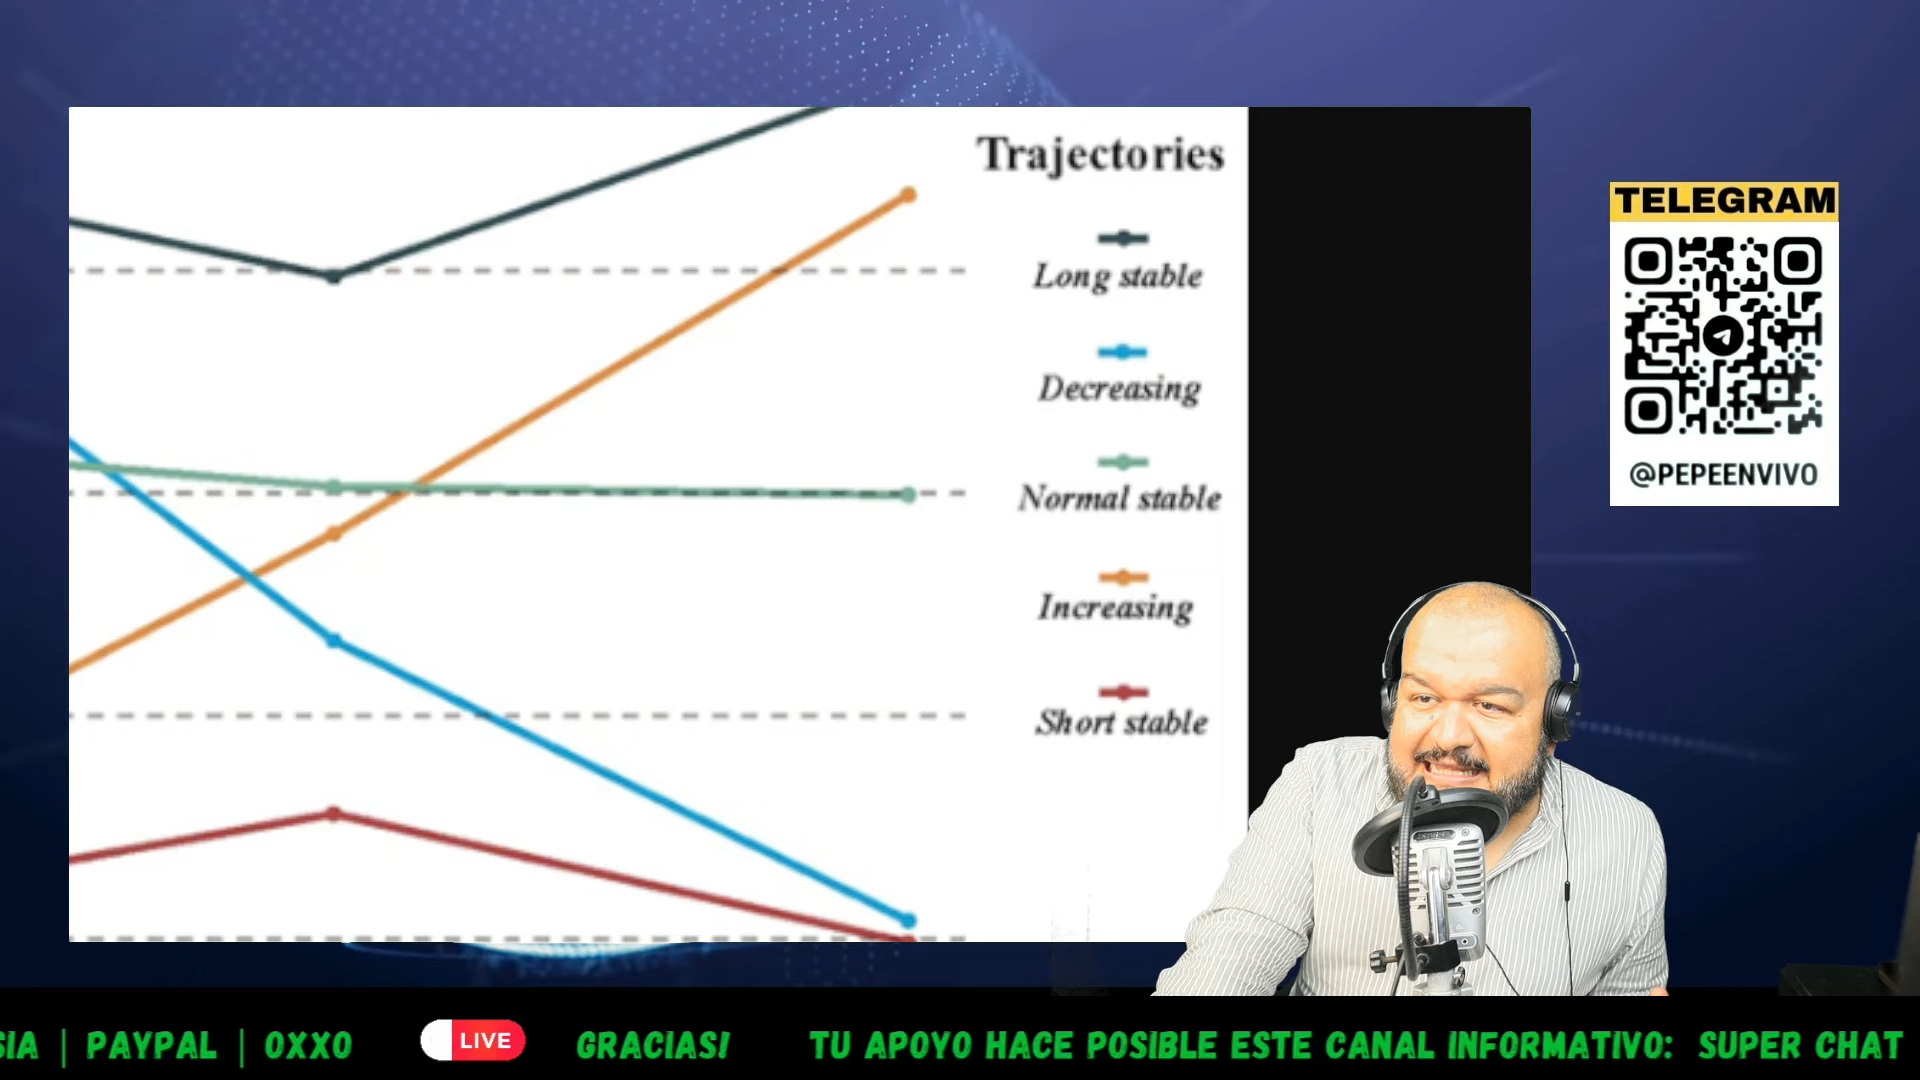 Trajectories
Long stable
Decreasing
Normal stable
Increasing
Short stable
TELEGRAM
@PEPEENVIVO
SIA | PAYPAL | OXXO
LIVE
GRACIAS!
TU APOYO HACE POSIBLE ESTE CANAL INFORMATIVO: SUPER CHAT